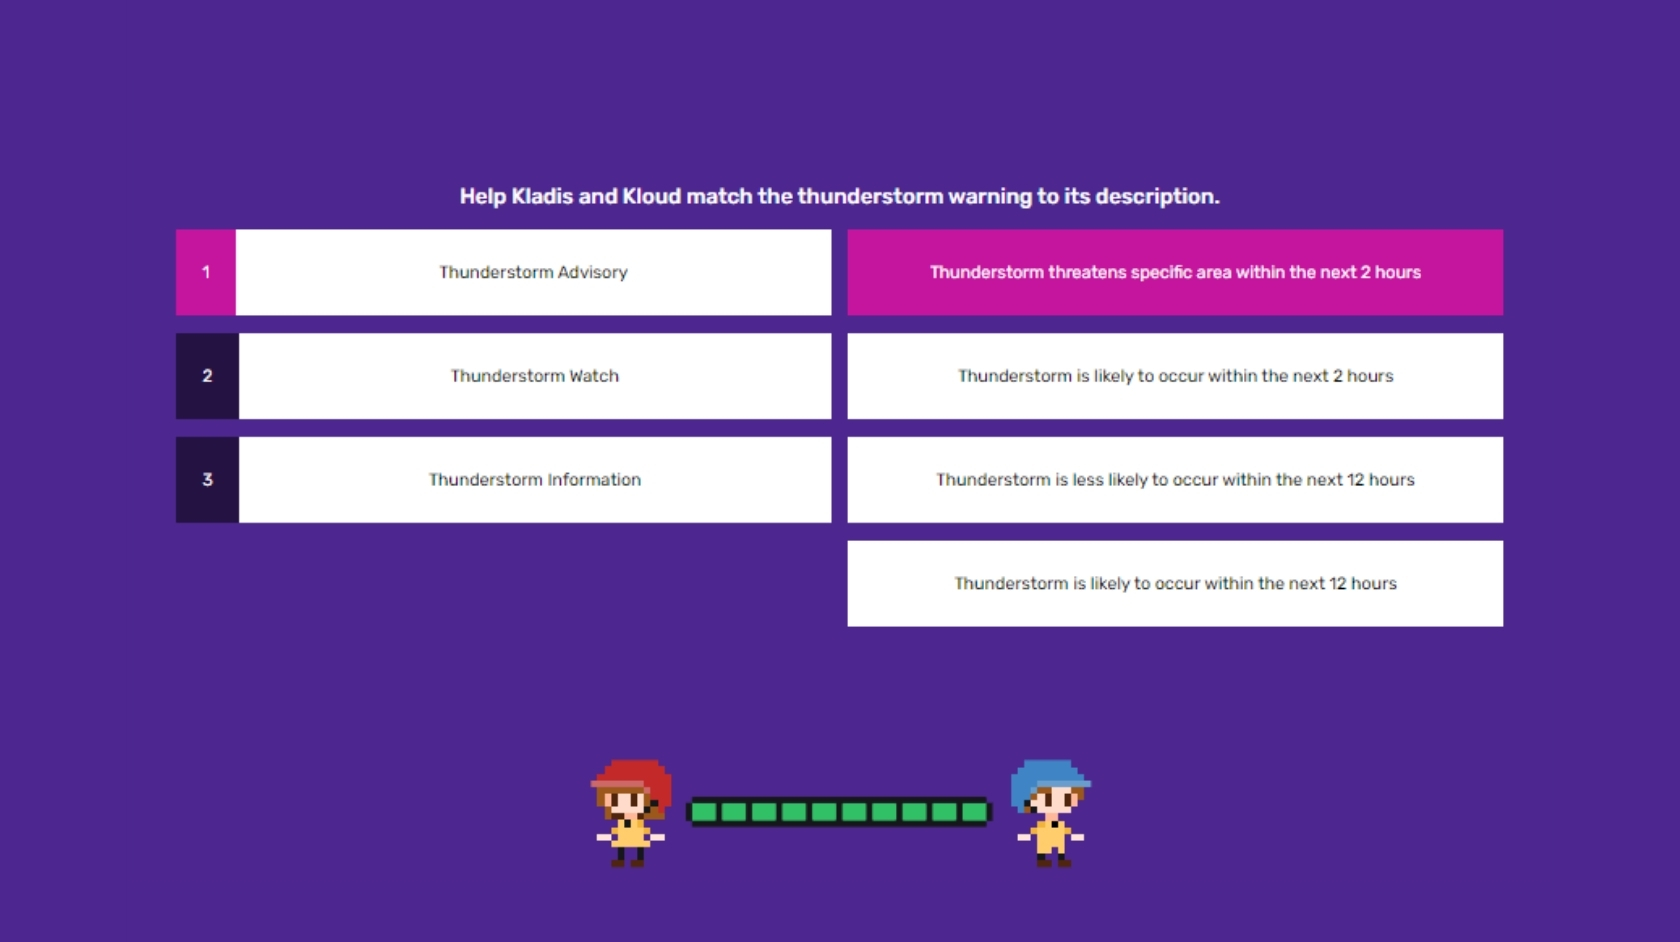 Help Kladis and Kloud match the thunderstorm warning to its description.
1
Thunderstorm Advisory
Thunderstorm threatens specific area within the next 2 hours
2
Thunderstorm Watch
Thunderstorm is likely to occur within the next 2 hours
3
Thunderstorm Information
Thunderstorm is less likely to occur within the next 12 hours
Thunderstorm is likely to occur within the next 12 hours